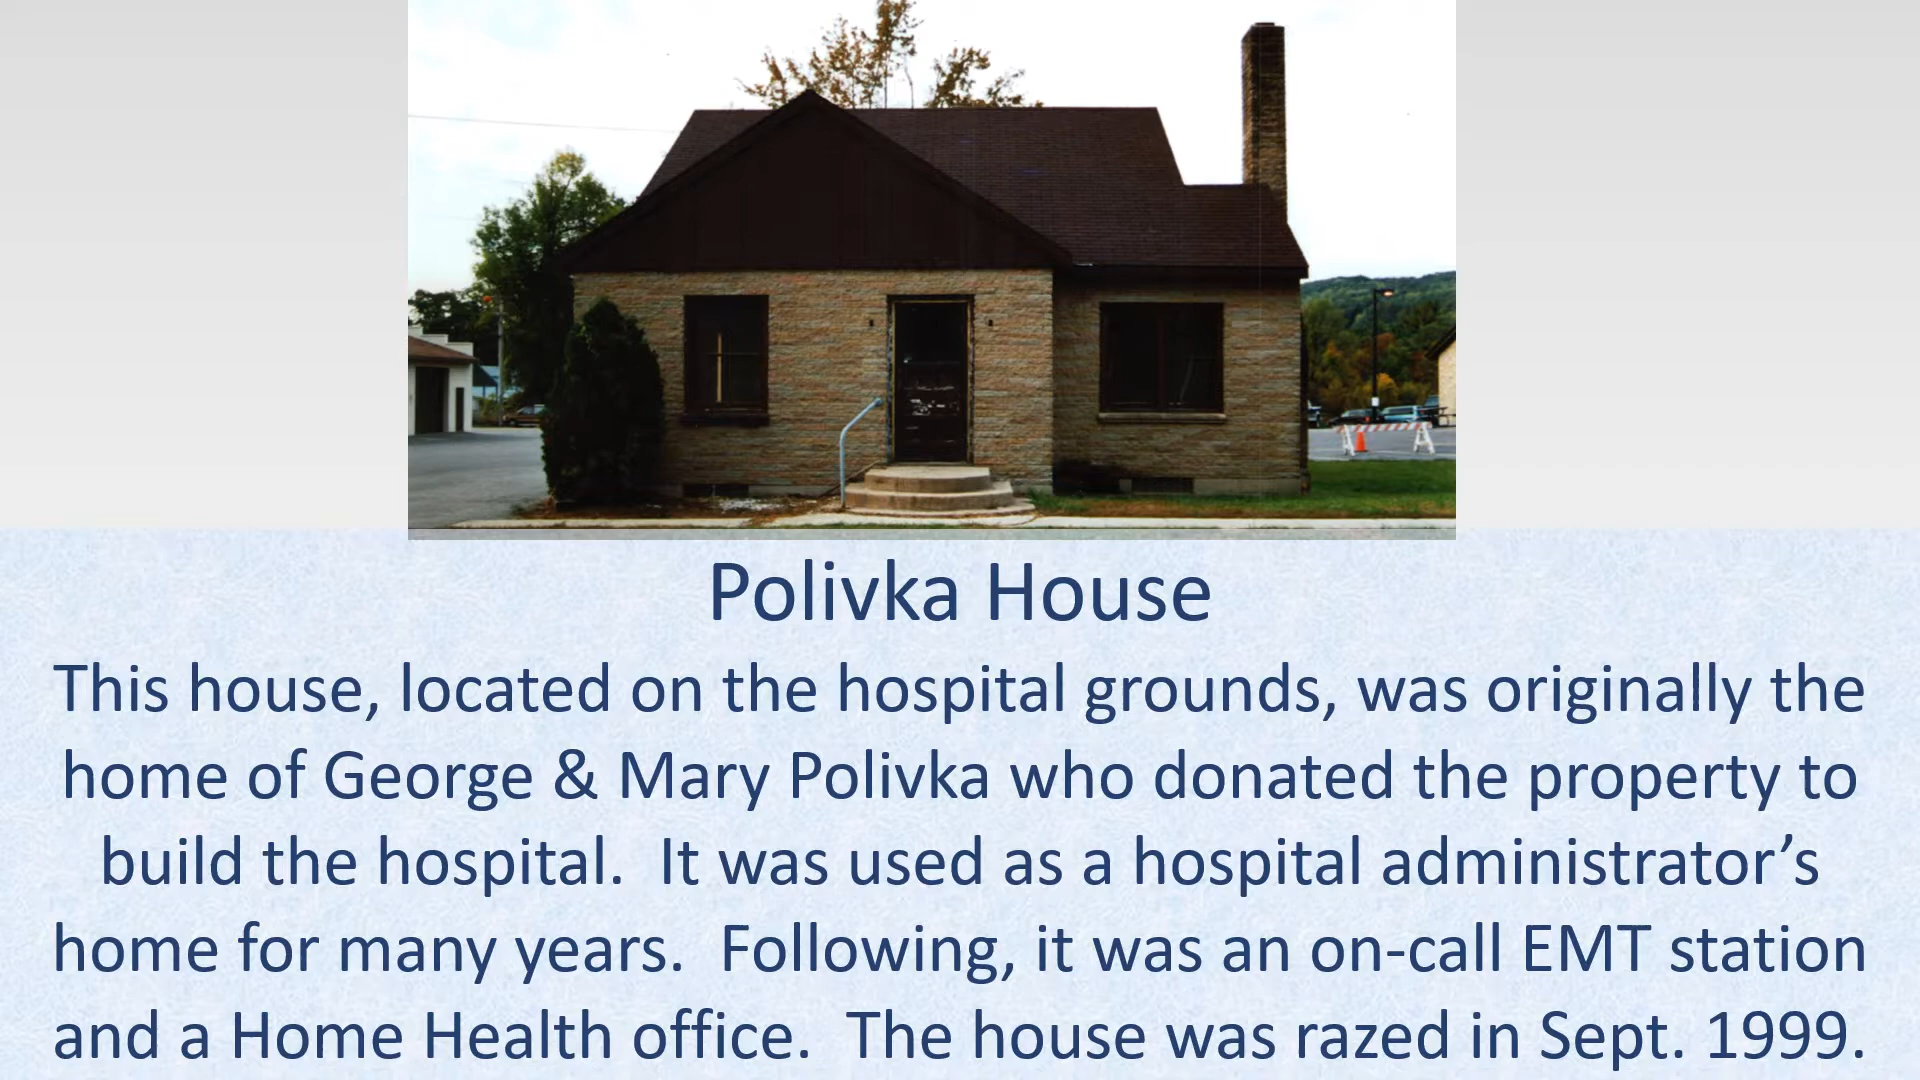 Polivka House
This house, located on the hospital grounds, was originally the
home of George & Mary Polivka who donated the property to
build the hospital.  It was used as a hospital administrator’s
home for many years.  Following, it was an on-call EMT station
and a Home Health office.  The house was razed in Sept. 1999.